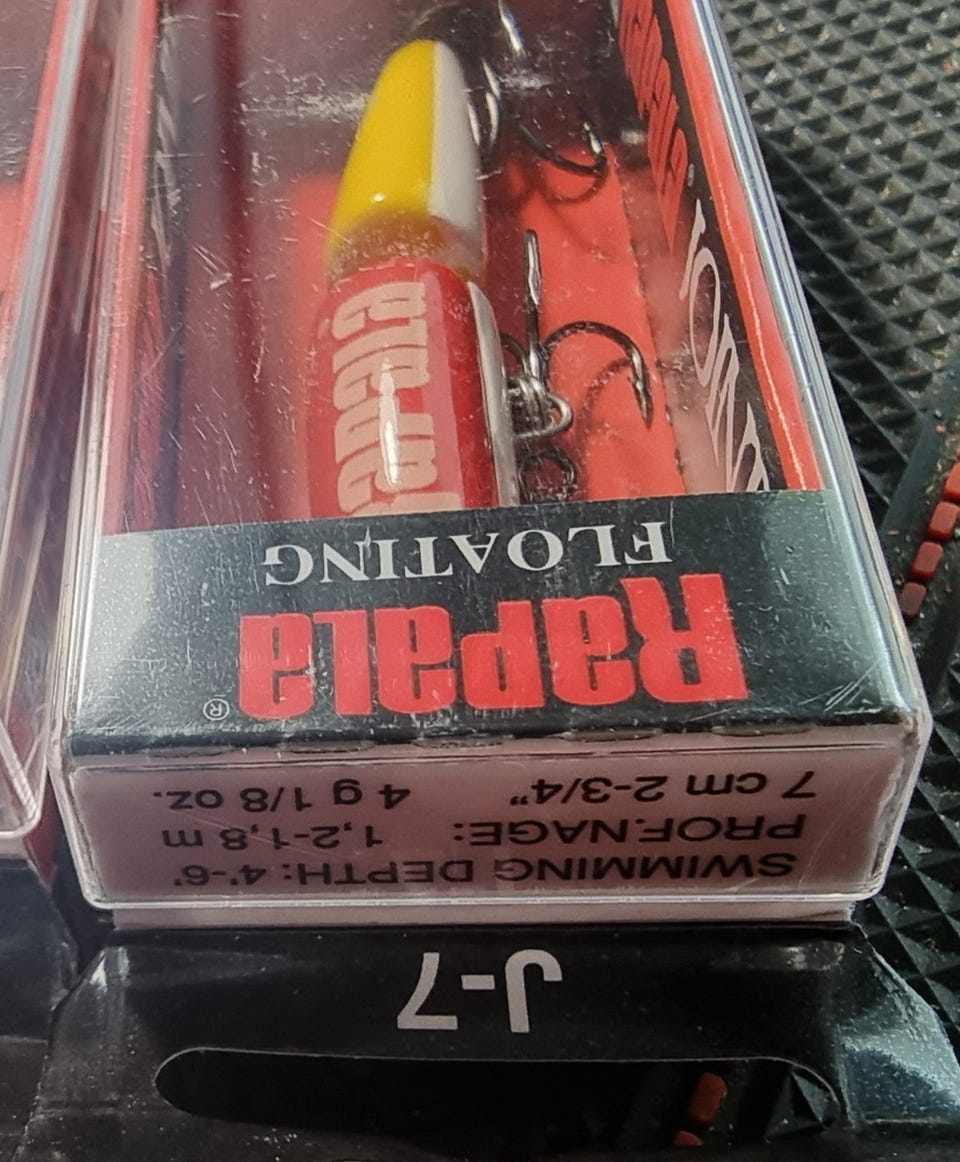 J-7
SWIMMING DEPTH: 4'-6'
PROF.NAGE: 1,2-1,8 m
7 cm 2-3/4" 4 g 1/8 oz.
Rapala®
FLOATING